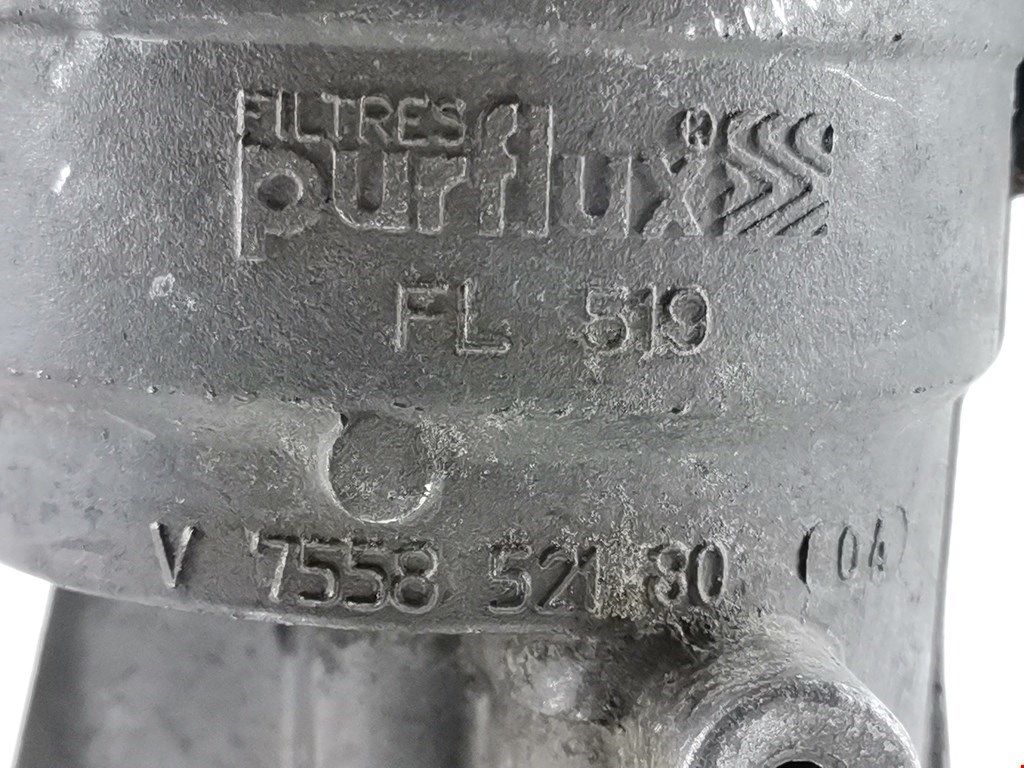 FILTRES
purflux®
FL 519
V 7558 521 80 (04)